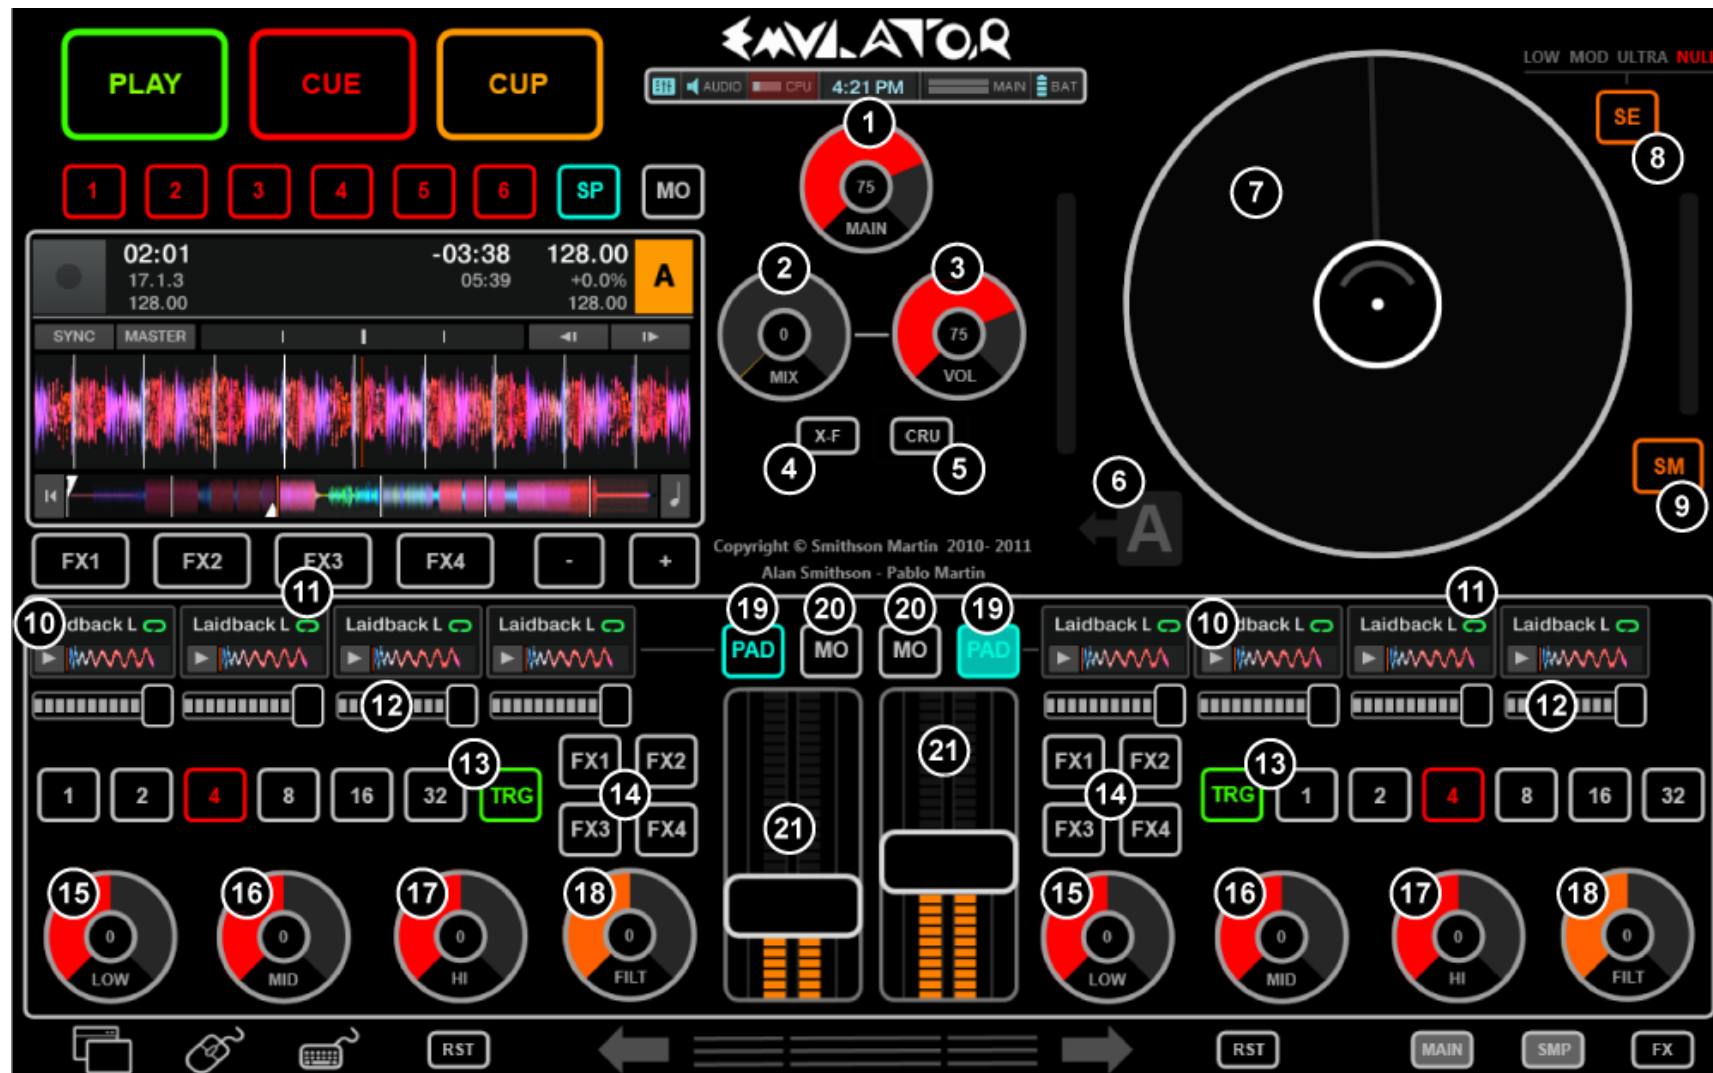 EMULATOR
PLAY CUE CUP
AUDIO CPU 4:21 PM MAIN BAT
LOW MOD ULTRA NULL
SE
8
1 2 3 4 5 6 SP MO
1
75
MAIN
7
02:01 -03:38 128.00 A
17.1.3 05:39 +0.0%
128.00 128.00
SYNC MASTER
2 3
0 75
MIX VOL
X-F CRU
4 5
6
A
SM
9
FX1 FX2 FX3 FX4 - +
Copyright © Smithson Martin 2010- 2011
Alan Smithson - Pablo Martin
10 11 19 20 20 19 10 11
dback L Laidback L Laidback L Laidback L
PAD MO MO PAD
Laidback L dback L Laidback L Laidback L
12 12
13 21 13
FX1 FX2 FX1 FX2
14 14
1 2 4 8 16 32 TRG
TRG 1 2 4 8 16 32
FX3 FX4 FX3 FX4
21
15 16 17 18 15 16 17 18
0 0 0 0 0 0 0 0
LOW MID HI FILT LOW MID HI FILT
RST RST MAIN SMP FX